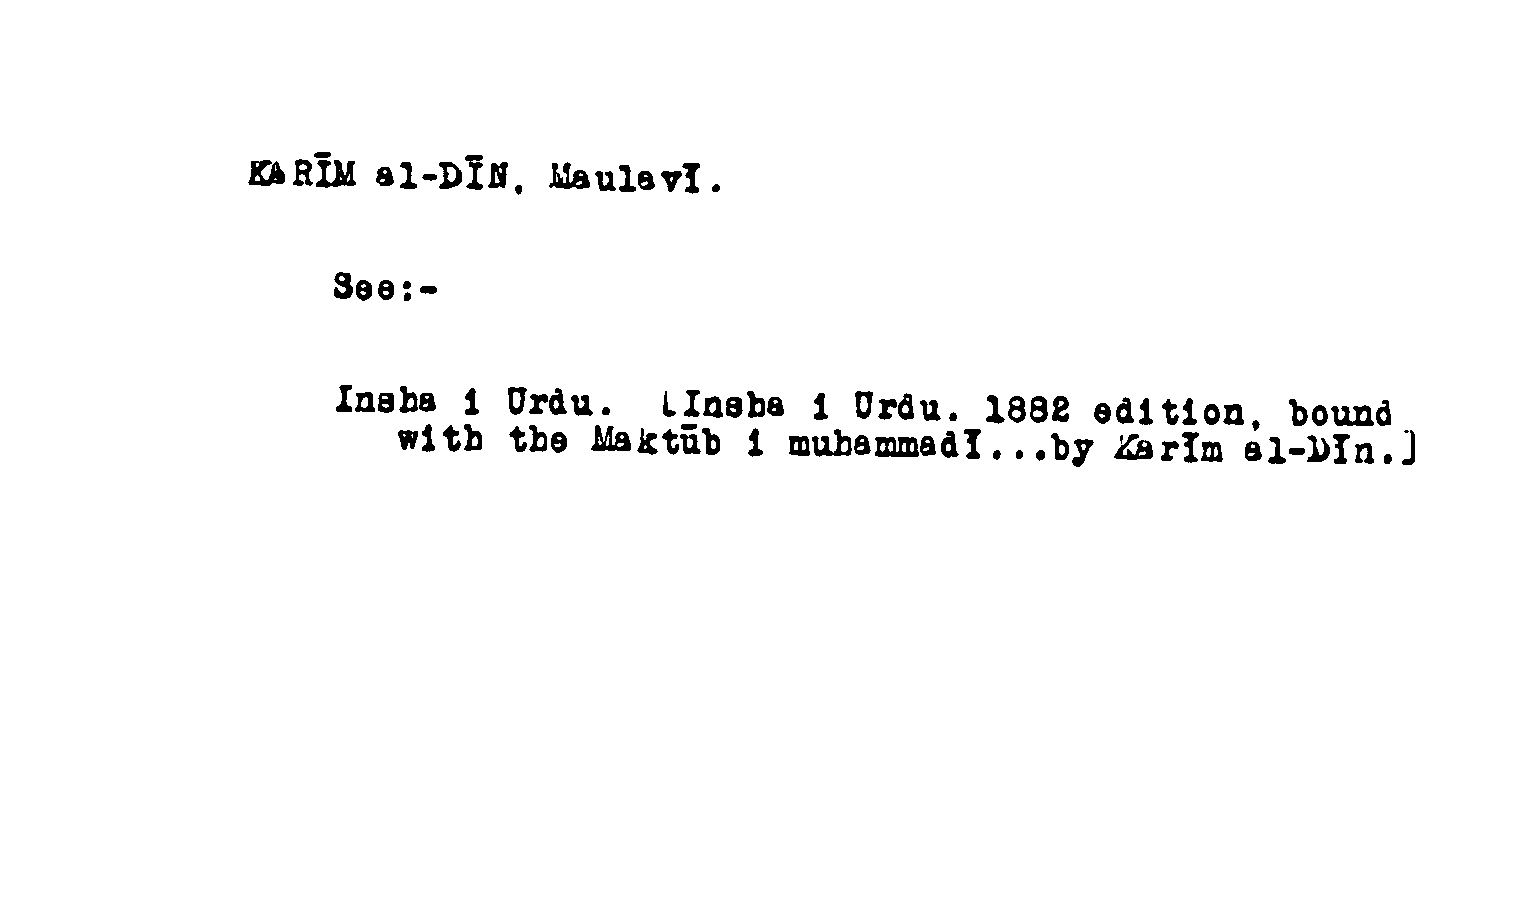 KARĪM al-DĪN, Maulavī.
See:-
Insha i Urdu. [Insha i Urdu. 1882 edition, bound
with the Maktūb i muhammadī...by Karīm al-Dīn.]